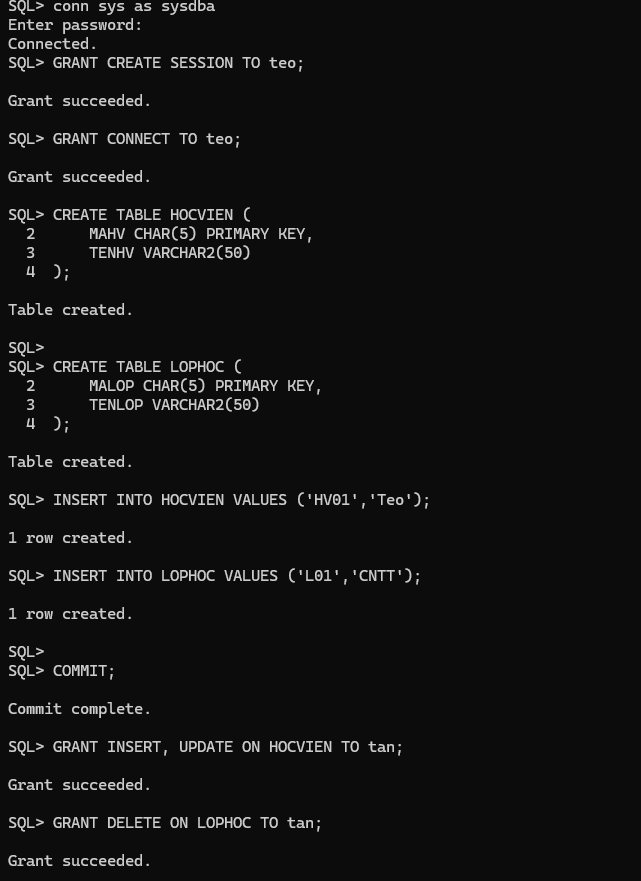 SQL> conn sys as sysdba
Enter password:
Connected.
SQL> GRANT CREATE SESSION TO teo;
Grant succeeded.
SQL> GRANT CONNECT TO teo;
Grant succeeded.
SQL> CREATE TABLE HOCVIEN (
  2      MAHV CHAR(5) PRIMARY KEY,
  3      TENHV VARCHAR2(50)
  4  );
Table created.
SQL>
SQL> CREATE TABLE LOPHOC (
  2      MALOP CHAR(5) PRIMARY KEY,
  3      TENLOP VARCHAR2(50)
  4  );
Table created.
SQL> INSERT INTO HOCVIEN VALUES ('HV01','Teo');
1 row created.
SQL> INSERT INTO LOPHOC VALUES ('L01','CNTT');
1 row created.
SQL>
SQL> COMMIT;
Commit complete.
SQL> GRANT INSERT, UPDATE ON HOCVIEN TO tan;
Grant succeeded.
SQL> GRANT DELETE ON LOPHOC TO tan;
Grant succeeded.